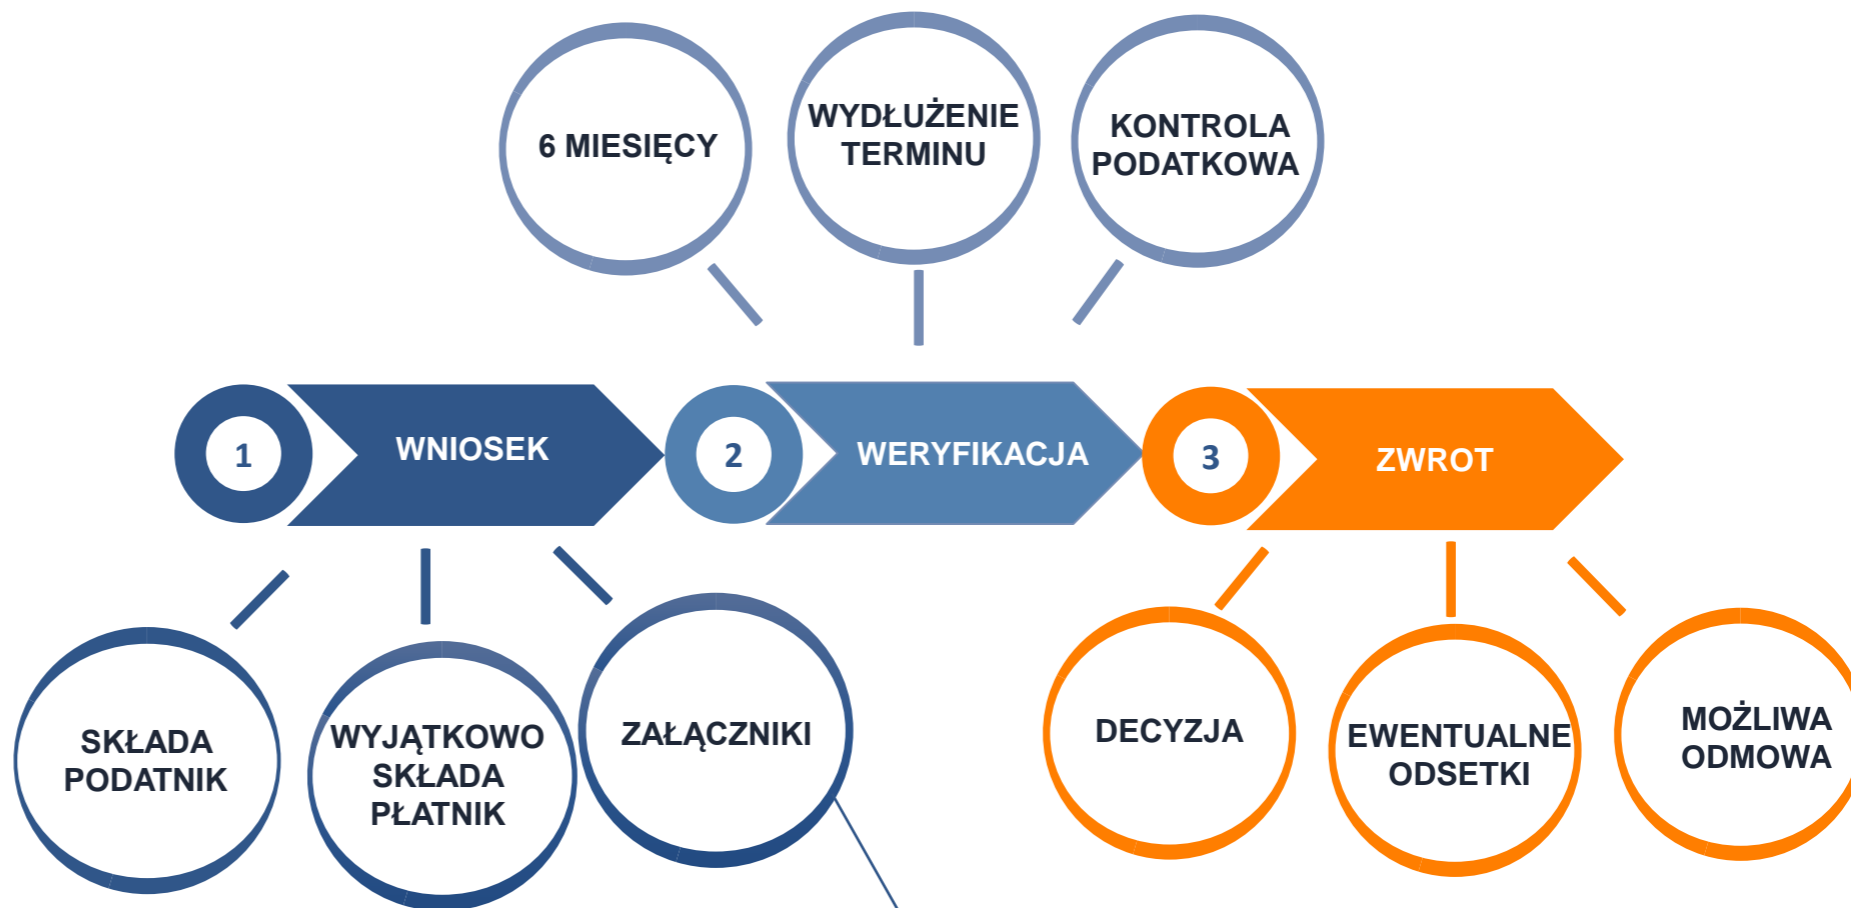 6 MIESIĘCY
WYDŁUŻENIE
TERMINU
KONTROLA
PODATKOWA
1
WNIOSEK
2
WERYFIKACJA
3
ZWROT
SKŁADA
PODATNIK
WYJĄTKOWO
SKŁADA
PŁATNIK
ZAŁĄCZNIKI
DECYZJA
EWENTUALNE
ODSETKI
MOŻLIWA
ODMOWA